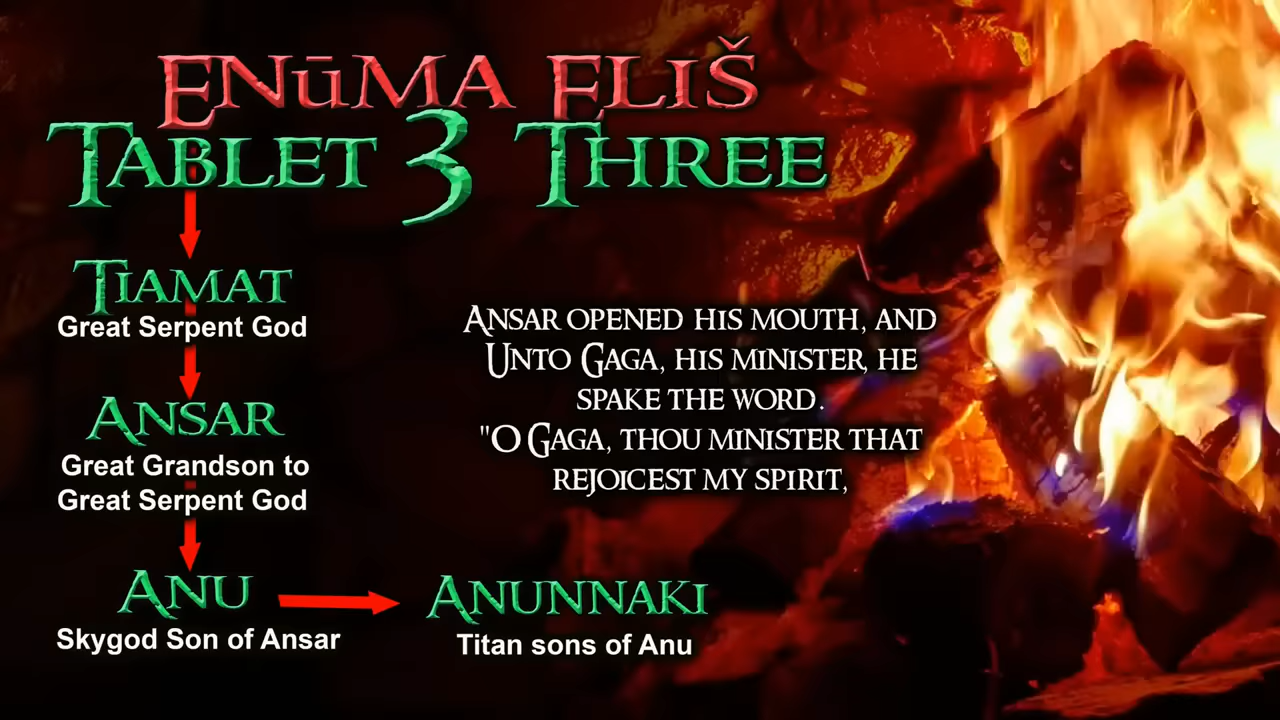 Enūma Eliš
Tablet 3 Three
Tiamat
Great Serpent God
Ansar
Great Grandson to
Great Serpent God
Anu
Skygod Son of Ansar
Anunnaki
Titan sons of Anu
Ansar opened his mouth, and
Unto Gaga, his minister, he
spake the word.
"O Gaga, thou minister that
rejoicest my spirit,